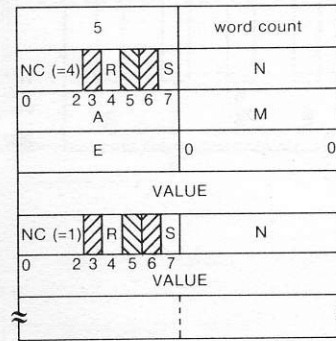 5 word count
NC (=4) R S N
0 2 3 4 5 6 7
A M
E 0 0
VALUE
NC (=1) R S N
0 2 3 4 5 6 7
VALUE